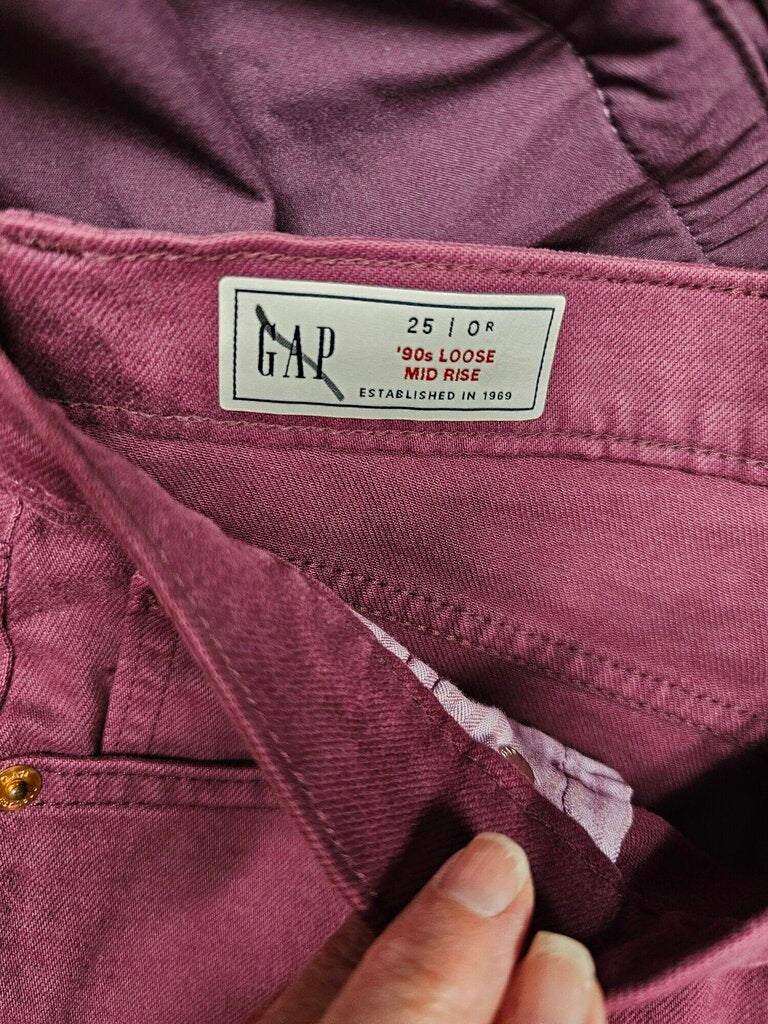 GAP
25 | 0R
'90s LOOSE
MID RISE
ESTABLISHED IN 1969